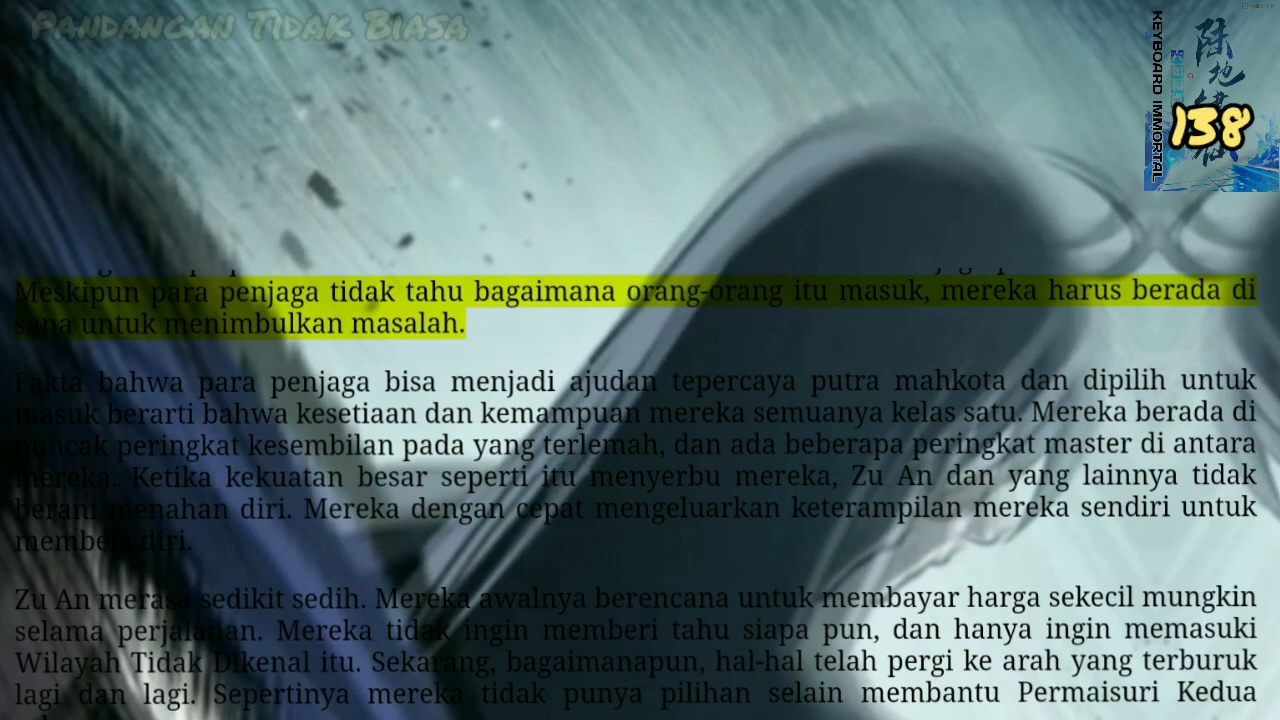 Pandangan Tidak Biasa
KEYBOARD IMMORTAL
陆地键仙
138
Meskipun para penjaga tidak tahu bagaimana orang-orang itu masuk, mereka harus berada di
sana untuk menimbulkan masalah.
Fakta bahwa para penjaga bisa menjadi ajudan tepercaya putra mahkota dan dipilih untuk
masuk berarti bahwa kesetiaan dan kemampuan mereka semuanya kelas satu. Mereka berada di
puncak peringkat kesembilan pada yang terlemah, dan ada beberapa peringkat master di antara
mereka. Ketika kekuatan besar seperti itu menyerbu mereka, Zu An dan yang lainnya tidak
berani menahan diri. Mereka dengan cepat mengeluarkan keterampilan mereka sendiri untuk
membela diri.
Zu An merasa sedikit sedih. Mereka awalnya berencana untuk membayar harga sekecil mungkin
selama perjalanan. Mereka tidak ingin memberi tahu siapa pun, dan hanya ingin memasuki
Wilayah Tidak Dikenal itu. Sekarang, bagaimanapun, hal-hal telah pergi ke arah yang terburuk
lagi dan lagi. Sepertinya mereka tidak punya pilihan selain membantu Permaisuri Kedua